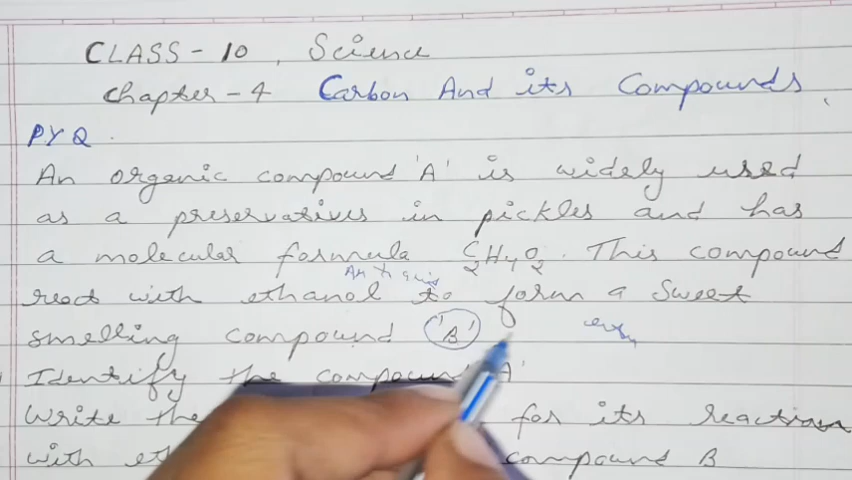 CLASS - 10, Science
Chapter - 4 Carbon And its Compounds
PYQ.
An organic compound 'A' is widely used
as a preservatives in pickles and has
a molecular formula C2H4O2. This compound
react with ethanol to form a sweet
smelling compound 'B'
Identify the compound A'
Write the for its reaction
with compound B